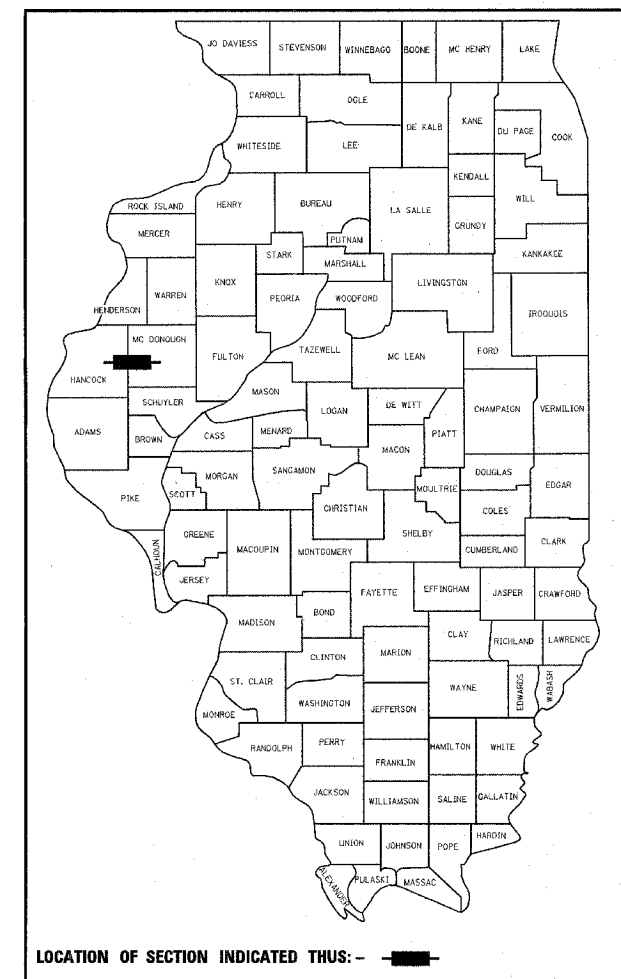 JO DAVIESS STEVENSON WINNEBAGO BOONE MC HENRY LAKE
CARROLL OGLE DE KALB KANE DU PAGE COOK
WHITESIDE LEE KENDALL WILL
ROCK ISLAND HENRY BUREAU LA SALLE GRUNDY
MERCER PUTNAM KANKAKEE
STARK MARSHALL
HENDERSON WARREN KNOX PEORIA WOODFORD LIVINGSTON IROQUOIS
MC DONOUGH FULTON TAZEWELL MC LEAN FORD
HANCOCK MASON
SCHUYLER LOGAN DE WITT CHAMPAIGN VERMILION
ADAMS BROWN CASS MENARD MACON PIATT
MORGAN SANGAMON DOUGLAS EDGAR
PIKE SCOTT CHRISTIAN MOULTRIE COLES
GREENE MACOUPIN SHELBY CUMBERLAND CLARK
CALHOUN JERSEY MONTGOMERY
FAYETTE EFFINGHAM JASPER CRAWFORD
MADISON BOND
CLAY RICHLAND LAWRENCE
CLINTON MARION
ST. CLAIR WAYNE EDWARDS WABASH
MONROE WASHINGTON JEFFERSON
RANDOLPH PERRY HAMILTON WHITE
FRANKLIN
JACKSON WILLIAMSON SALINE GALLATIN
UNION JOHNSON POPE HARDIN
ALEXANDER PULASKI MASSAC
LOCATION OF SECTION INDICATED THUS: -